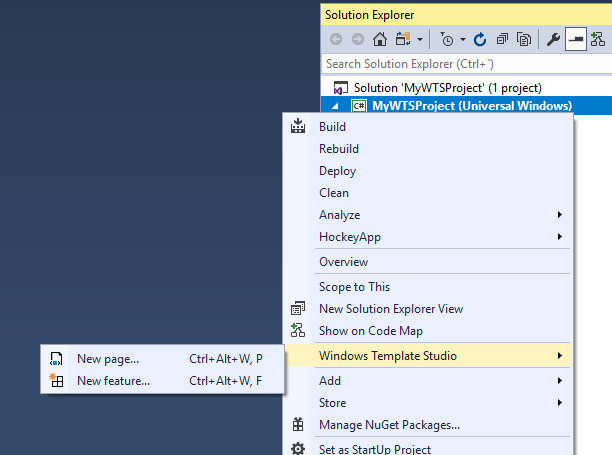 Solution Explorer
Search Solution Explorer (Ctrl+`)
Solution 'MyWTSProject' (1 project)
C# MyWTSProject (Universal Windows)
Build
Rebuild
Deploy
Clean
Analyze
HockeyApp
Overview
Scope to This
New Solution Explorer View
Show on Code Map
Windows Template Studio
New page... Ctrl+Alt+W, P
New feature... Ctrl+Alt+W, F
Add
Store
Manage NuGet Packages...
Set as StartUp Project